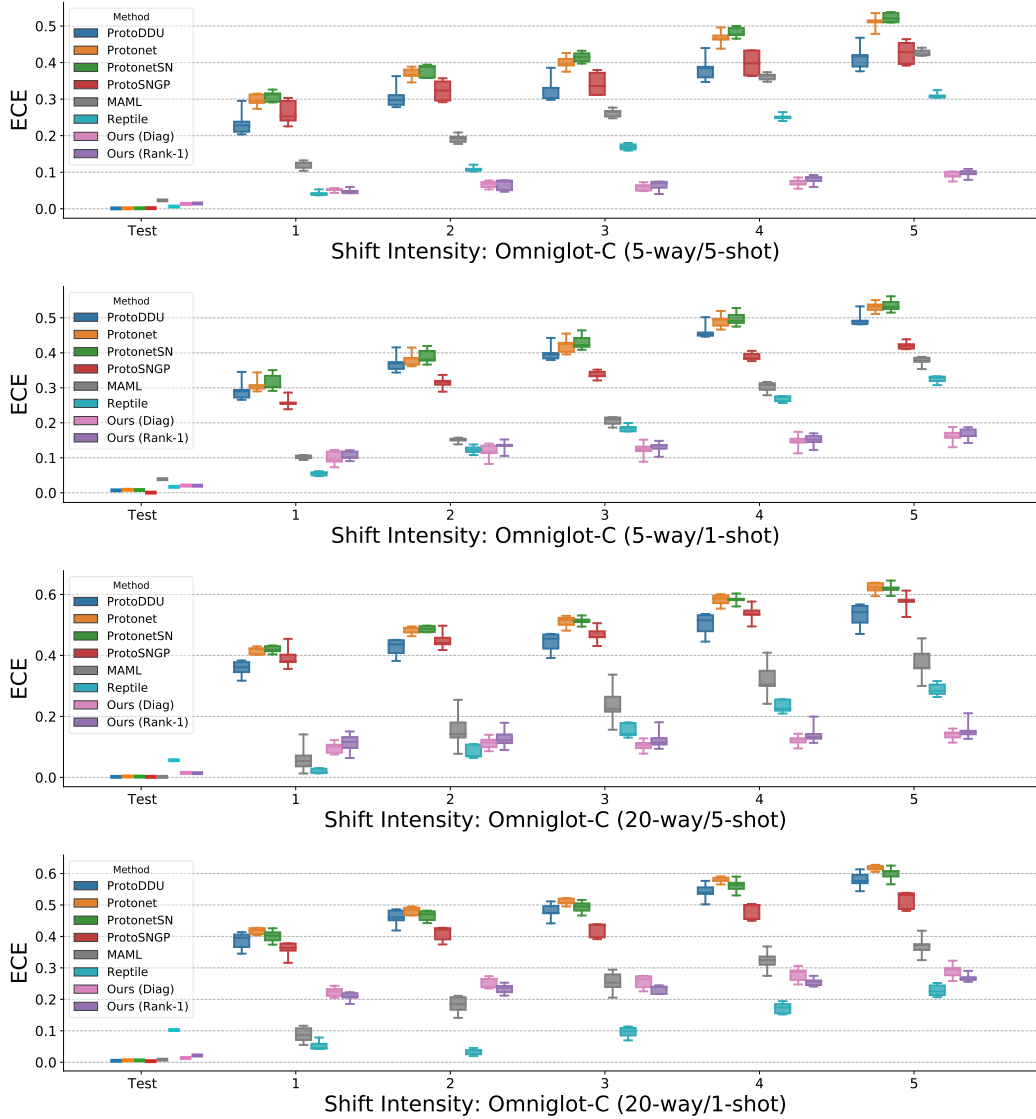 Method
ProtoDDU
Protonet
ProtonetSN
ProtoSNGP
MAML
Reptile
Ours (Diag)
Ours (Rank-1)
ECE
0.5
0.4
0.3
0.2
0.1
0.0
Test 1 2 3 4 5
Shift Intensity: Omniglot-C (5-way/5-shot)
Method
ProtoDDU
Protonet
ProtonetSN
ProtoSNGP
MAML
Reptile
Ours (Diag)
Ours (Rank-1)
ECE
0.5
0.4
0.3
0.2
0.1
0.0
Test 1 2 3 4 5
Shift Intensity: Omniglot-C (5-way/1-shot)
Method
ProtoDDU
Protonet
ProtonetSN
ProtoSNGP
MAML
Reptile
Ours (Diag)
Ours (Rank-1)
ECE
0.6
0.4
0.2
0.0
Test 1 2 3 4 5
Shift Intensity: Omniglot-C (20-way/5-shot)
Method
ProtoDDU
Protonet
ProtonetSN
ProtoSNGP
MAML
Reptile
Ours (Diag)
Ours (Rank-1)
ECE
0.6
0.5
0.4
0.3
0.2
0.1
0.0
Test 1 2 3 4 5
Shift Intensity: Omniglot-C (20-way/1-shot)